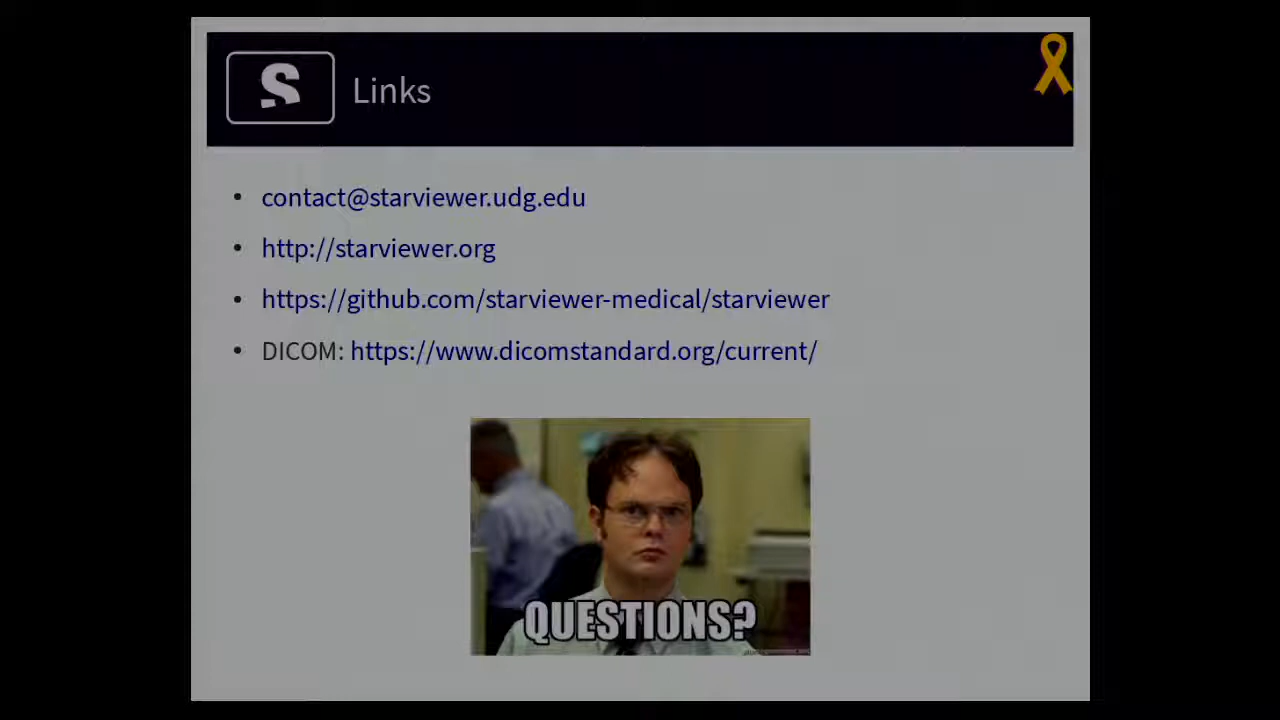 S
Links
• contact@starviewer.udg.edu
• http://starviewer.org
• https://github.com/starviewer-medical/starviewer
• DICOM: https://www.dicomstandard.org/current/
QUESTIONS?